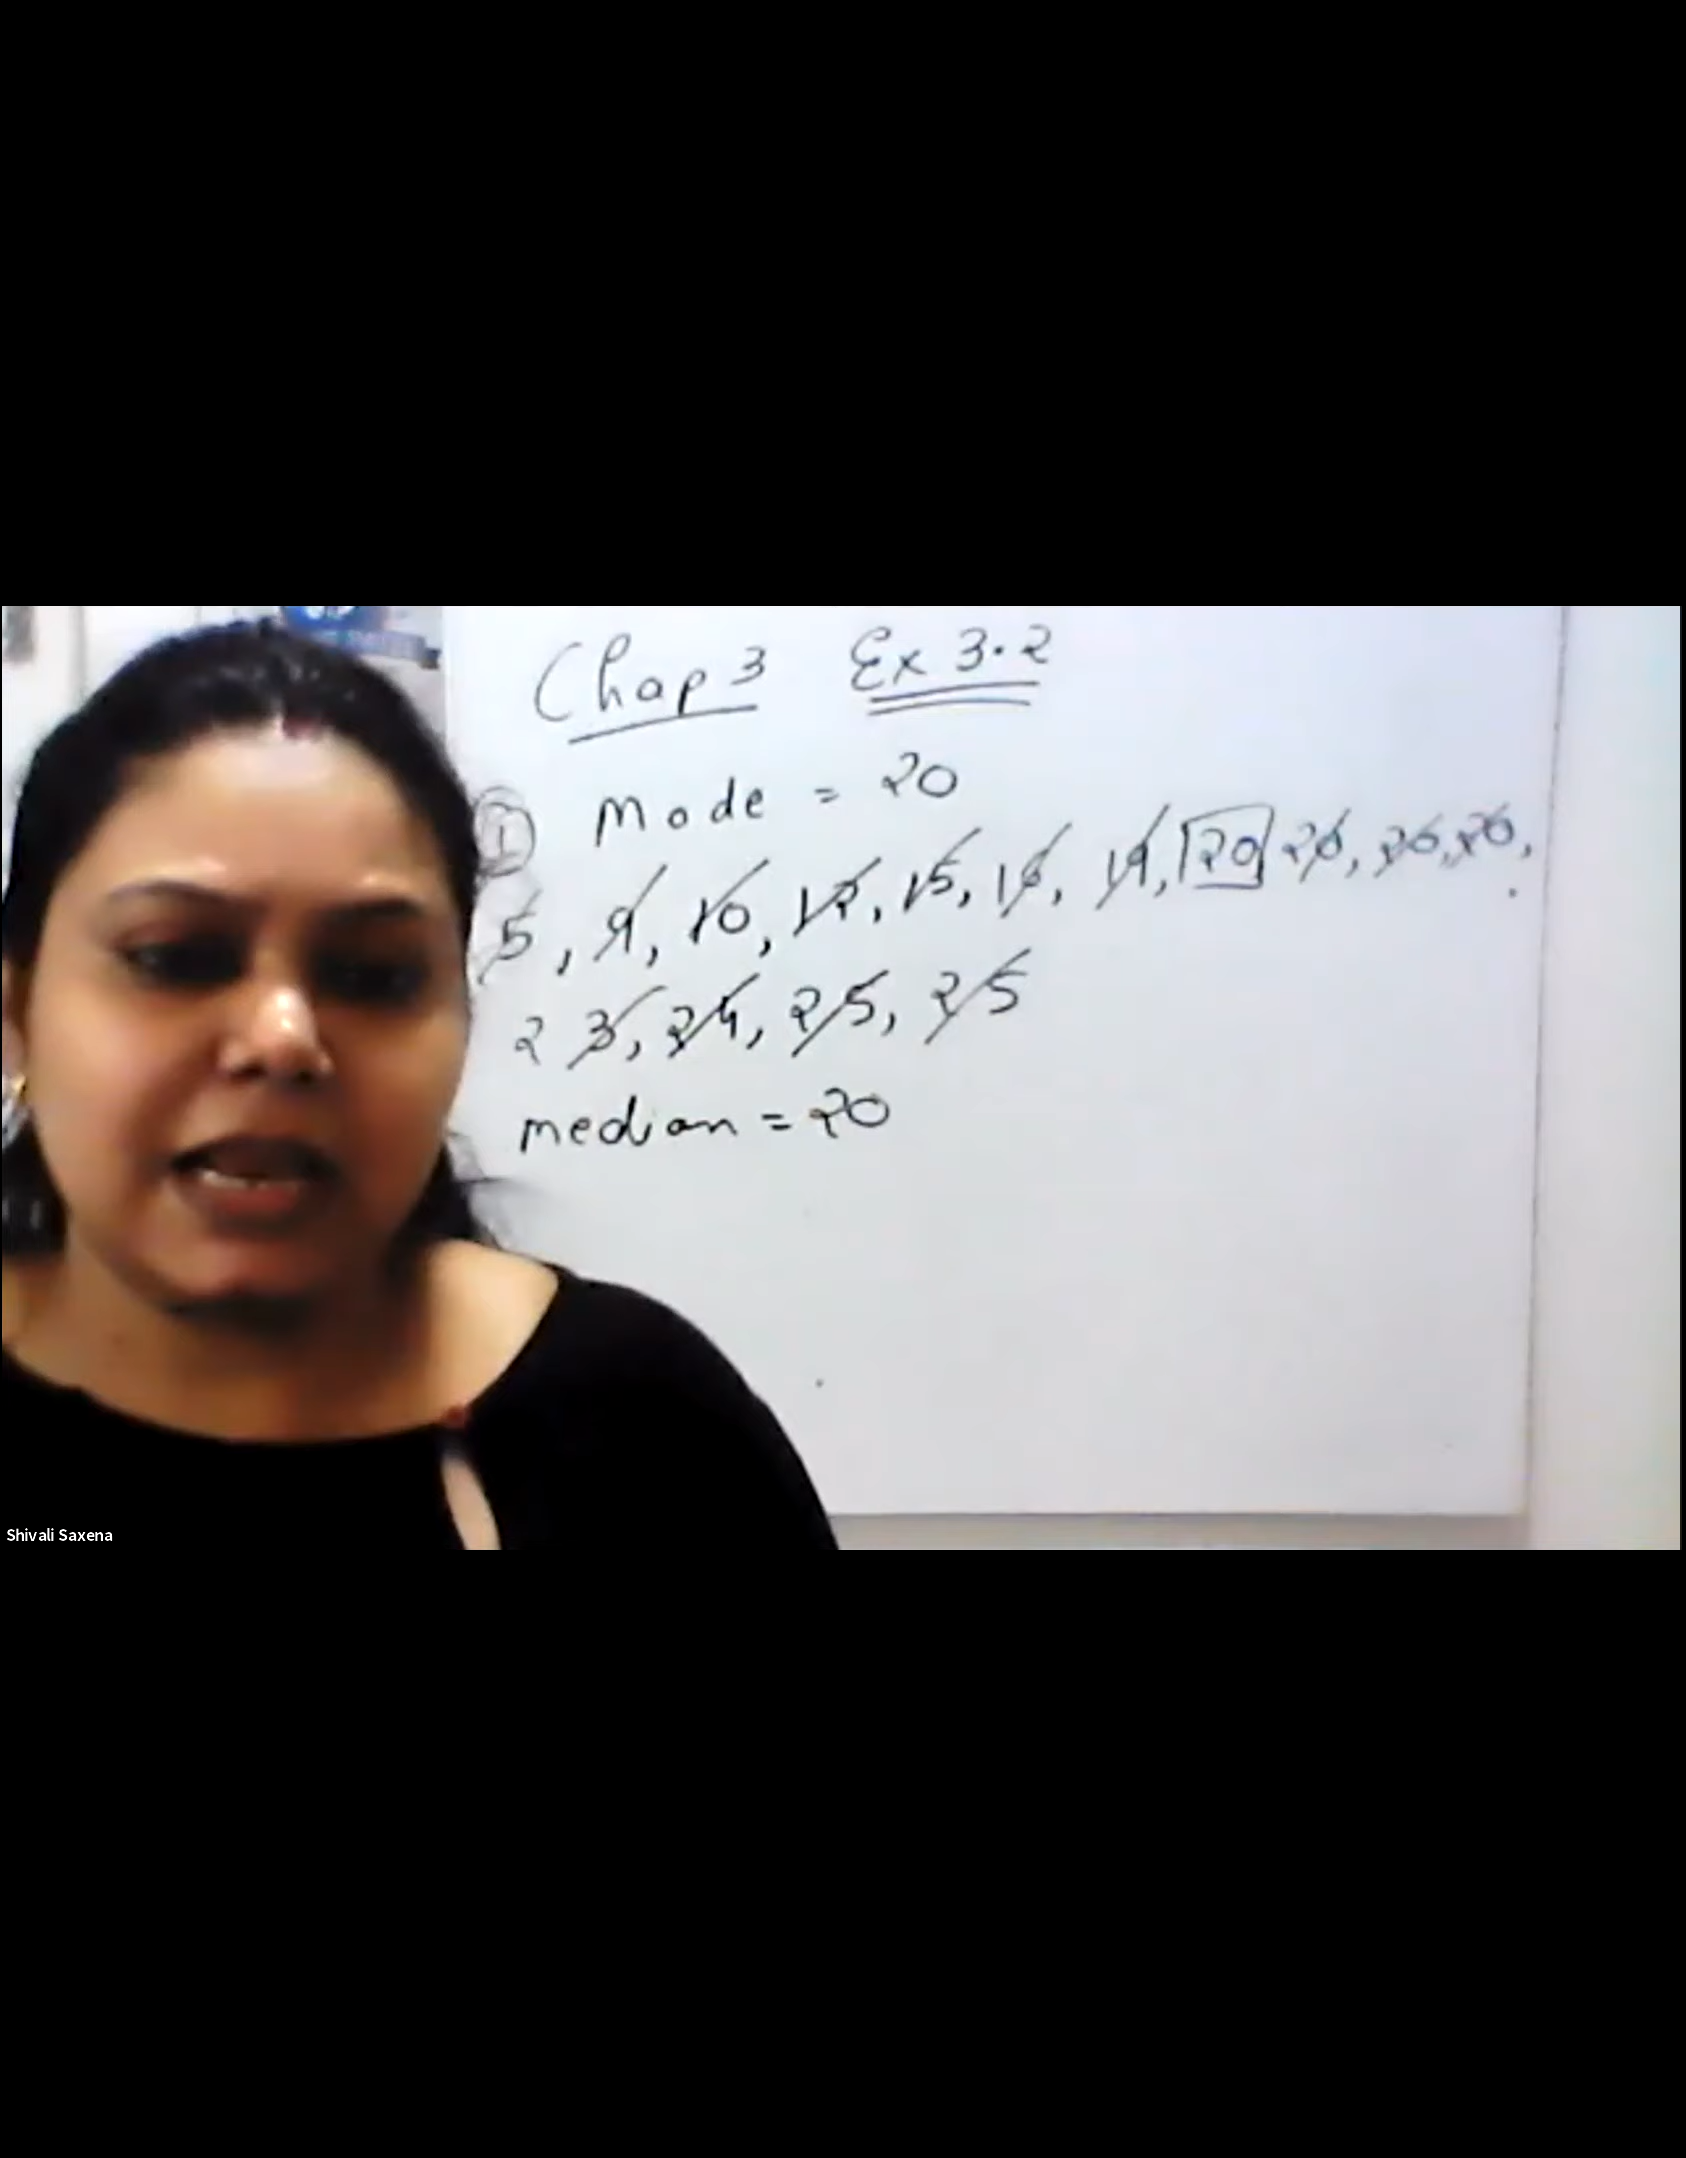 Chap 3 Ex 3.2
① Mode = 20
5, 9, 10, 12, 15, 16, 19, 20 20, 20, 20,
23, 24, 25, 25
median = 20
Shivali Saxena